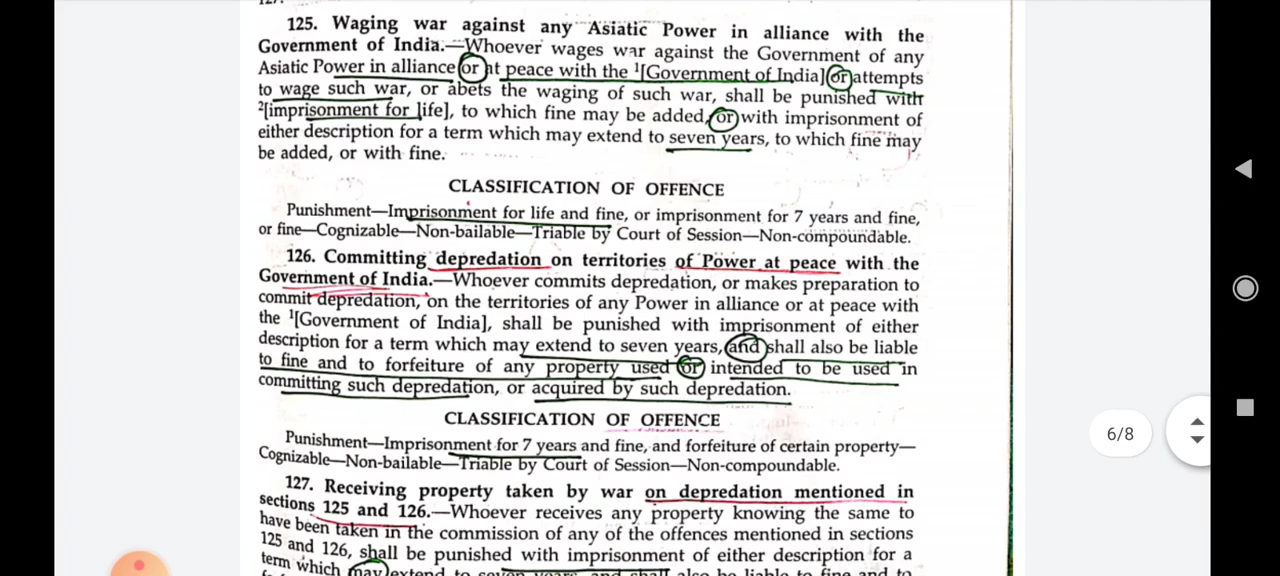 125. Waging war against any Asiatic Power in alliance with the
Government of India.—Whoever wages war against the Government of any
Asiatic Power in alliance or at peace with the ¹[Government of India] or attempts
to wage such war, or abets the waging of such war, shall be punished with
²[imprisonment for life], to which fine may be added, or with imprisonment of
either description for a term which may extend to seven years, to which fine may
be added, or with fine.
CLASSIFICATION OF OFFENCE
Punishment—Imprisonment for life and fine, or imprisonment for 7 years and fine,
or fine—Cognizable—Non-bailable—Triable by Court of Session—Non-compoundable.
126. Committing depredation on territories of Power at peace with the
Government of India.—Whoever commits depredation, or makes preparation to
commit depredation, on the territories of any Power in alliance or at peace with
the ¹[Government of India], shall be punished with imprisonment of either
description for a term which may extend to seven years, and shall also be liable
to fine and to forfeiture of any property used or intended to be used in
committing such depredation, or acquired by such depredation.
CLASSIFICATION OF OFFENCE
Punishment—Imprisonment for 7 years and fine, and forfeiture of certain property—
Cognizable—Non-bailable—Triable by Court of Session—Non-compoundable.
6/8
127. Receiving property taken by war on depredation mentioned in
sections 125 and 126.—Whoever receives any property knowing the same to
have been taken in the commission of any of the offences mentioned in sections
125 and 126, shall be punished with imprisonment of either description for a
term which may extend to seven years, and shall also be liable to fine and to